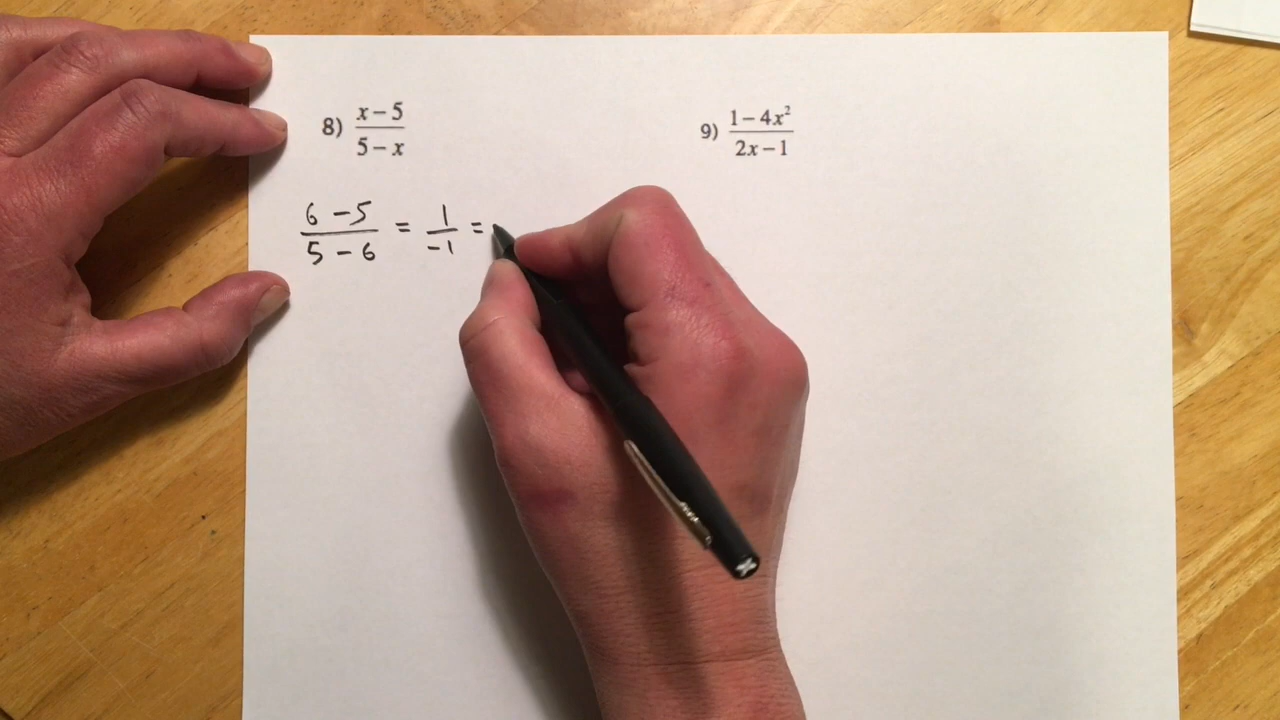 8) (x − 5)/(5 − x)
9) (1 − 4x²)/(2x − 1)
(6 − 5)/(5 − 6) = 1/−1 =